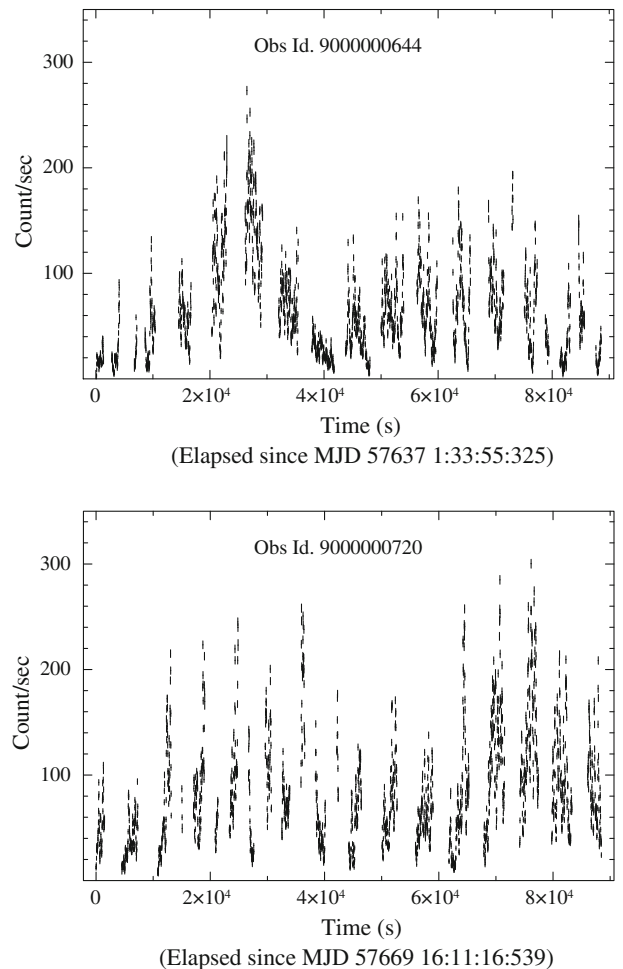 Obs Id. 9000000644
300
200
100
Count/sec
0 2×10⁴ 4×10⁴ 6×10⁴ 8×10⁴
Time (s)
(Elapsed since MJD 57637 1:33:55:325)
Obs Id. 9000000720
300
200
100
Count/sec
0 2×10⁴ 4×10⁴ 6×10⁴ 8×10⁴
Time (s)
(Elapsed since MJD 57669 16:11:16:539)